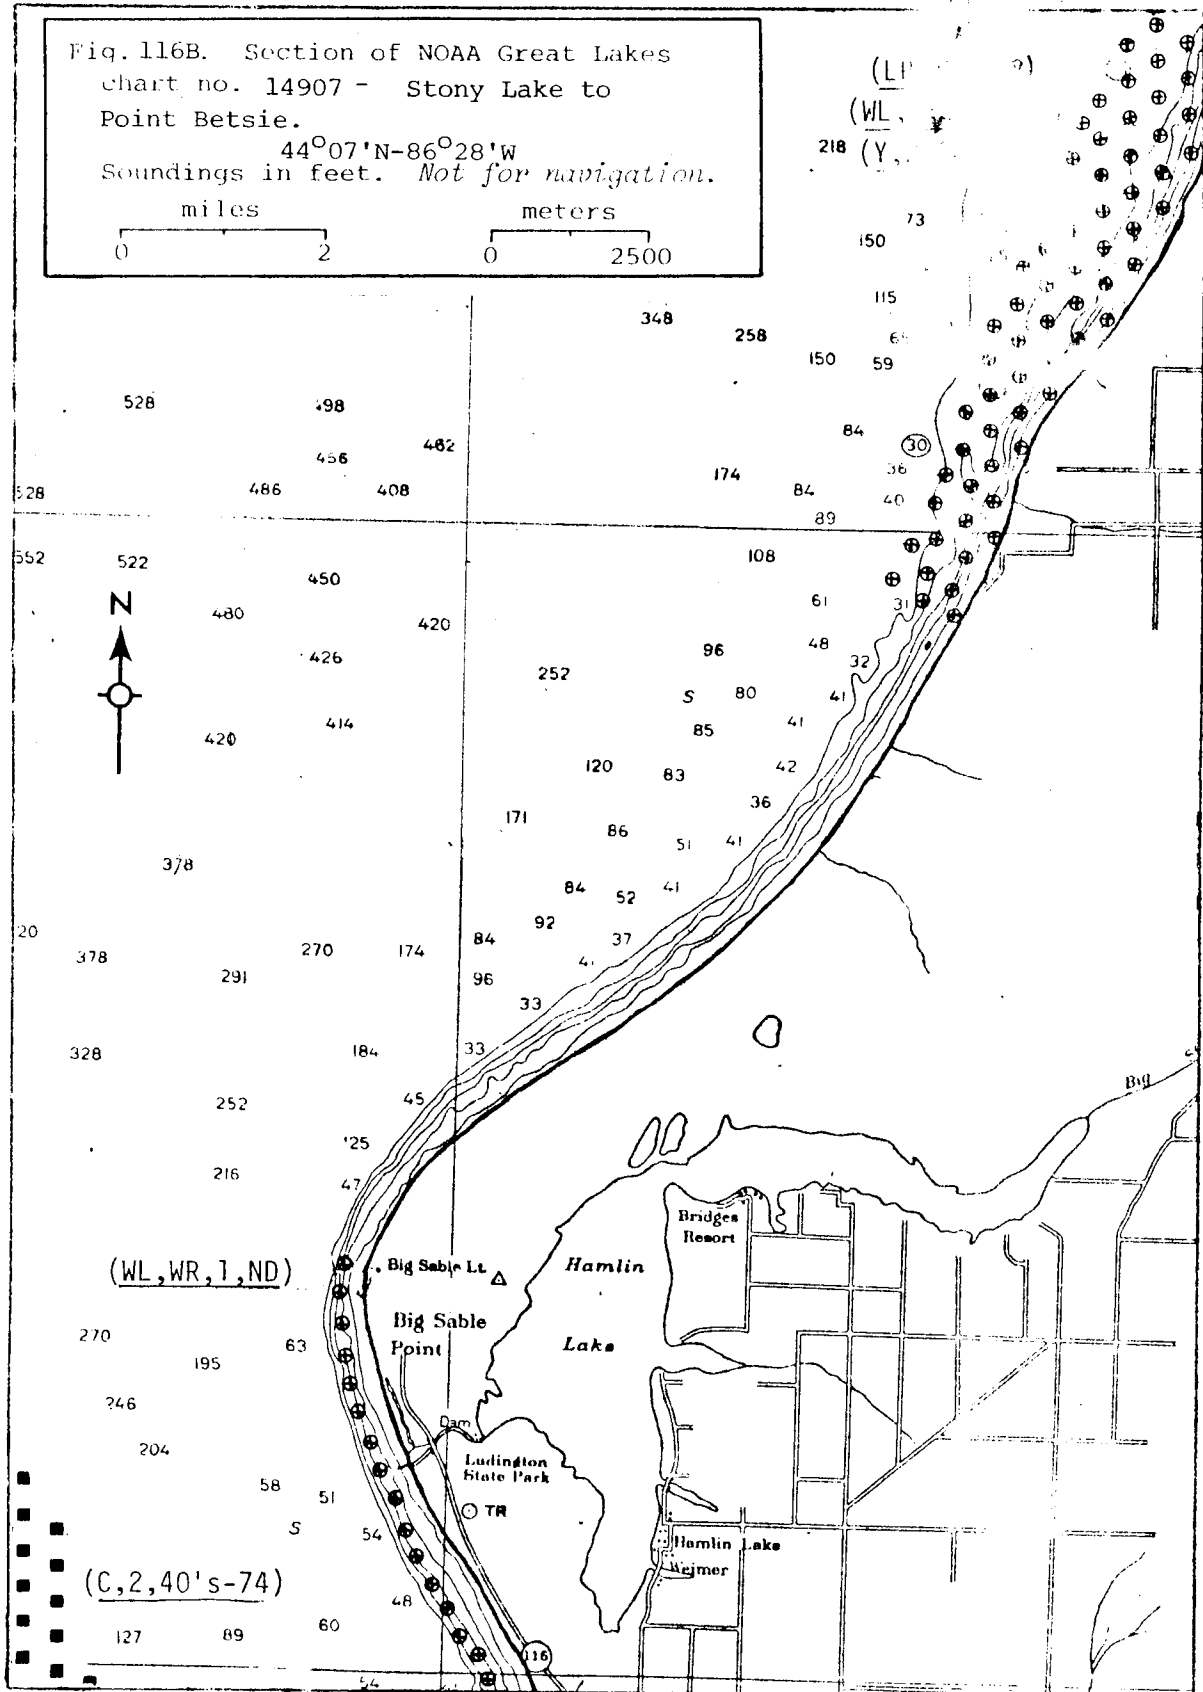 Fig. 116B. Section of NOAA Great Lakes
chart no. 14907 - Stony Lake to
Point Betsie.
44°07'N-86°28'W
Soundings in feet. Not for navigation.
miles meters
0 2 0 2500
(WL,
218 (Y,
73
150
115
348
258
150 59
528 498
84
462
30
456
174
36
528 486 408
84
40
89
552 522
108
450
N
61 31
480
420
48
426
96
32
252
S 80 41
414
85 41
420
120 83 42
36
171
86
51 41
378
84 52 41
92
20
84
37
378 270 174
291
96
33
328 184 33
Big
252 45
'25
216
47
Bridges
Resort
(WL,WR,1,ND)
Big Sable Lt.
Hamlin
Big Sable
Point
270
63
Lake
195
246
Dam
204
Ludington
State Park
58 51
TR
S
54
Hamlin Lake
Wejmer
(C,2,40's-74)
48
60
127 89
116
54